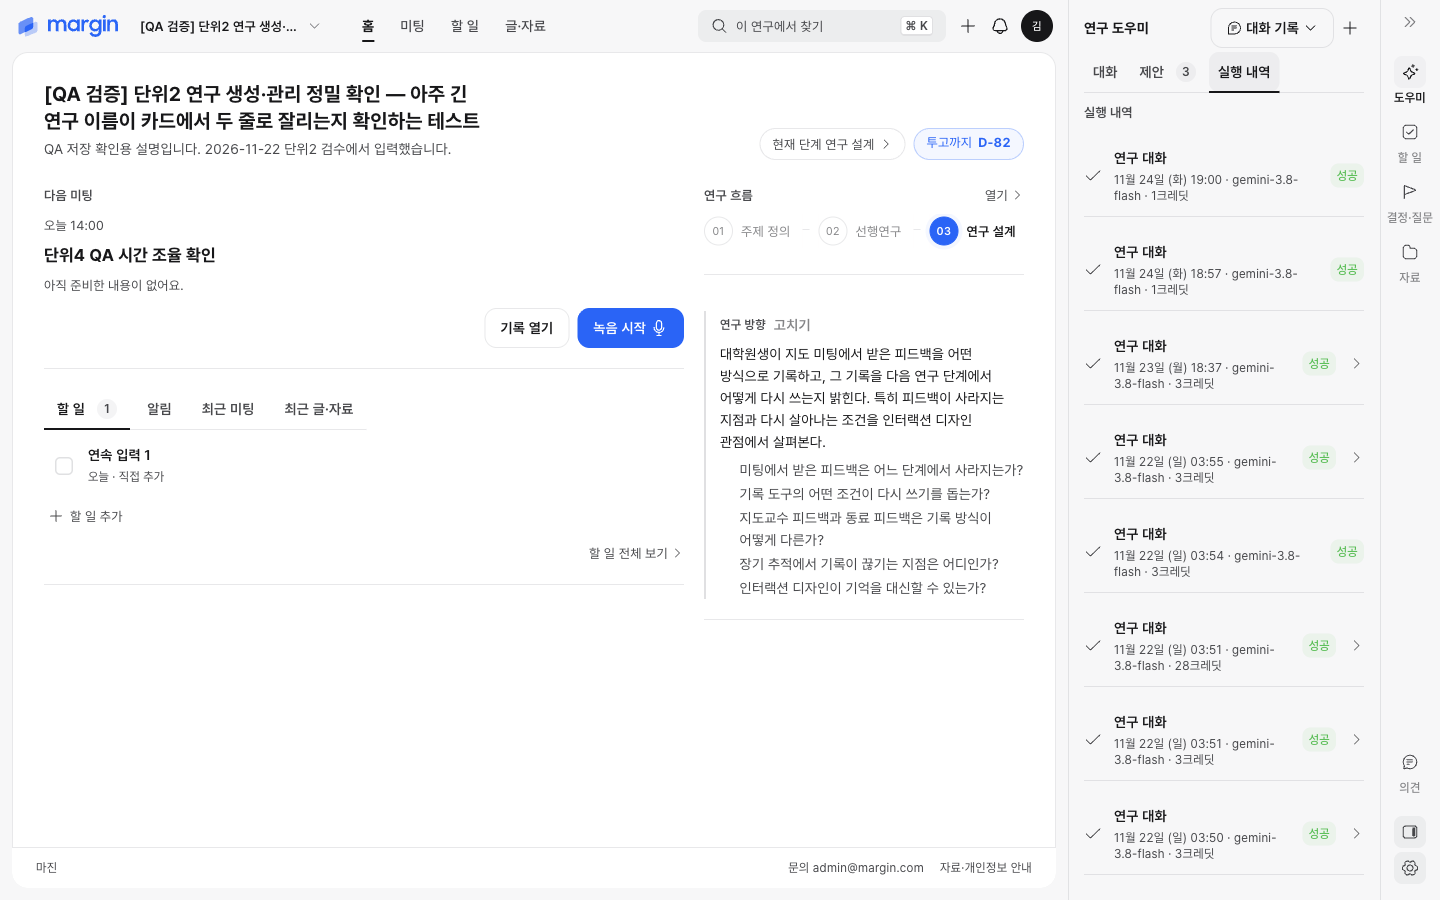 margin
[QA 검증] 단위2 연구 생성·...
홈
미팅
할 일
글·자료
이 연구에서 찾기
⌘ K
김
[QA 검증] 단위2 연구 생성·관리 정밀 확인 — 아주 긴
연구 이름이 카드에서 두 줄로 잘리는지 확인하는 테스트
QA 저장 확인용 설명입니다. 2026-11-22 단위2 검수에서 입력했습니다.
현재 단계 연구 설계
투고까지 D-82
다음 미팅
오늘 14:00
단위4 QA 시간 조율 확인
아직 준비한 내용이 없어요.
기록 열기
녹음 시작
할 일 1
알림
최근 미팅
최근 글·자료
연속 입력 1
오늘 · 직접 추가
할 일 추가
할 일 전체 보기
연구 흐름
열기
01 주제 정의
02 선행연구
03 연구 설계
연구 방향 고치기
대학원생이 지도 미팅에서 받은 피드백을 어떤
방식으로 기록하고, 그 기록을 다음 연구 단계에서
어떻게 다시 쓰는지 밝힌다. 특히 피드백이 사라지는
지점과 다시 살아나는 조건을 인터랙션 디자인
관점에서 살펴본다.
미팅에서 받은 피드백은 어느 단계에서 사라지는가?
기록 도구의 어떤 조건이 다시 쓰기를 돕는가?
지도교수 피드백과 동료 피드백은 기록 방식이
어떻게 다른가?
장기 추적에서 기록이 끊기는 지점은 어디인가?
인터랙션 디자인이 기억을 대신할 수 있는가?
마진
문의 admin@margin.com
자료·개인정보 안내
연구 도우미
대화 기록
대화
제안 3
실행 내역
실행 내역
연구 대화
11월 24일 (화) 19:00 · gemini-3.8-
flash · 1크레딧
성공
연구 대화
11월 24일 (화) 18:57 · gemini-3.8-
flash · 1크레딧
성공
연구 대화
11월 23일 (월) 18:37 · gemini-
3.8-flash · 3크레딧
성공
연구 대화
11월 22일 (일) 03:55 · gemini-
3.8-flash · 3크레딧
성공
연구 대화
11월 22일 (일) 03:54 · gemini-3.8-
flash · 3크레딧
성공
연구 대화
11월 22일 (일) 03:51 · gemini-
3.8-flash · 28크레딧
성공
연구 대화
11월 22일 (일) 03:51 · gemini-
3.8-flash · 3크레딧
성공
연구 대화
11월 22일 (일) 03:50 · gemini-
3.8-flash · 3크레딧
성공
도우미
할 일
결정·질문
자료
의견